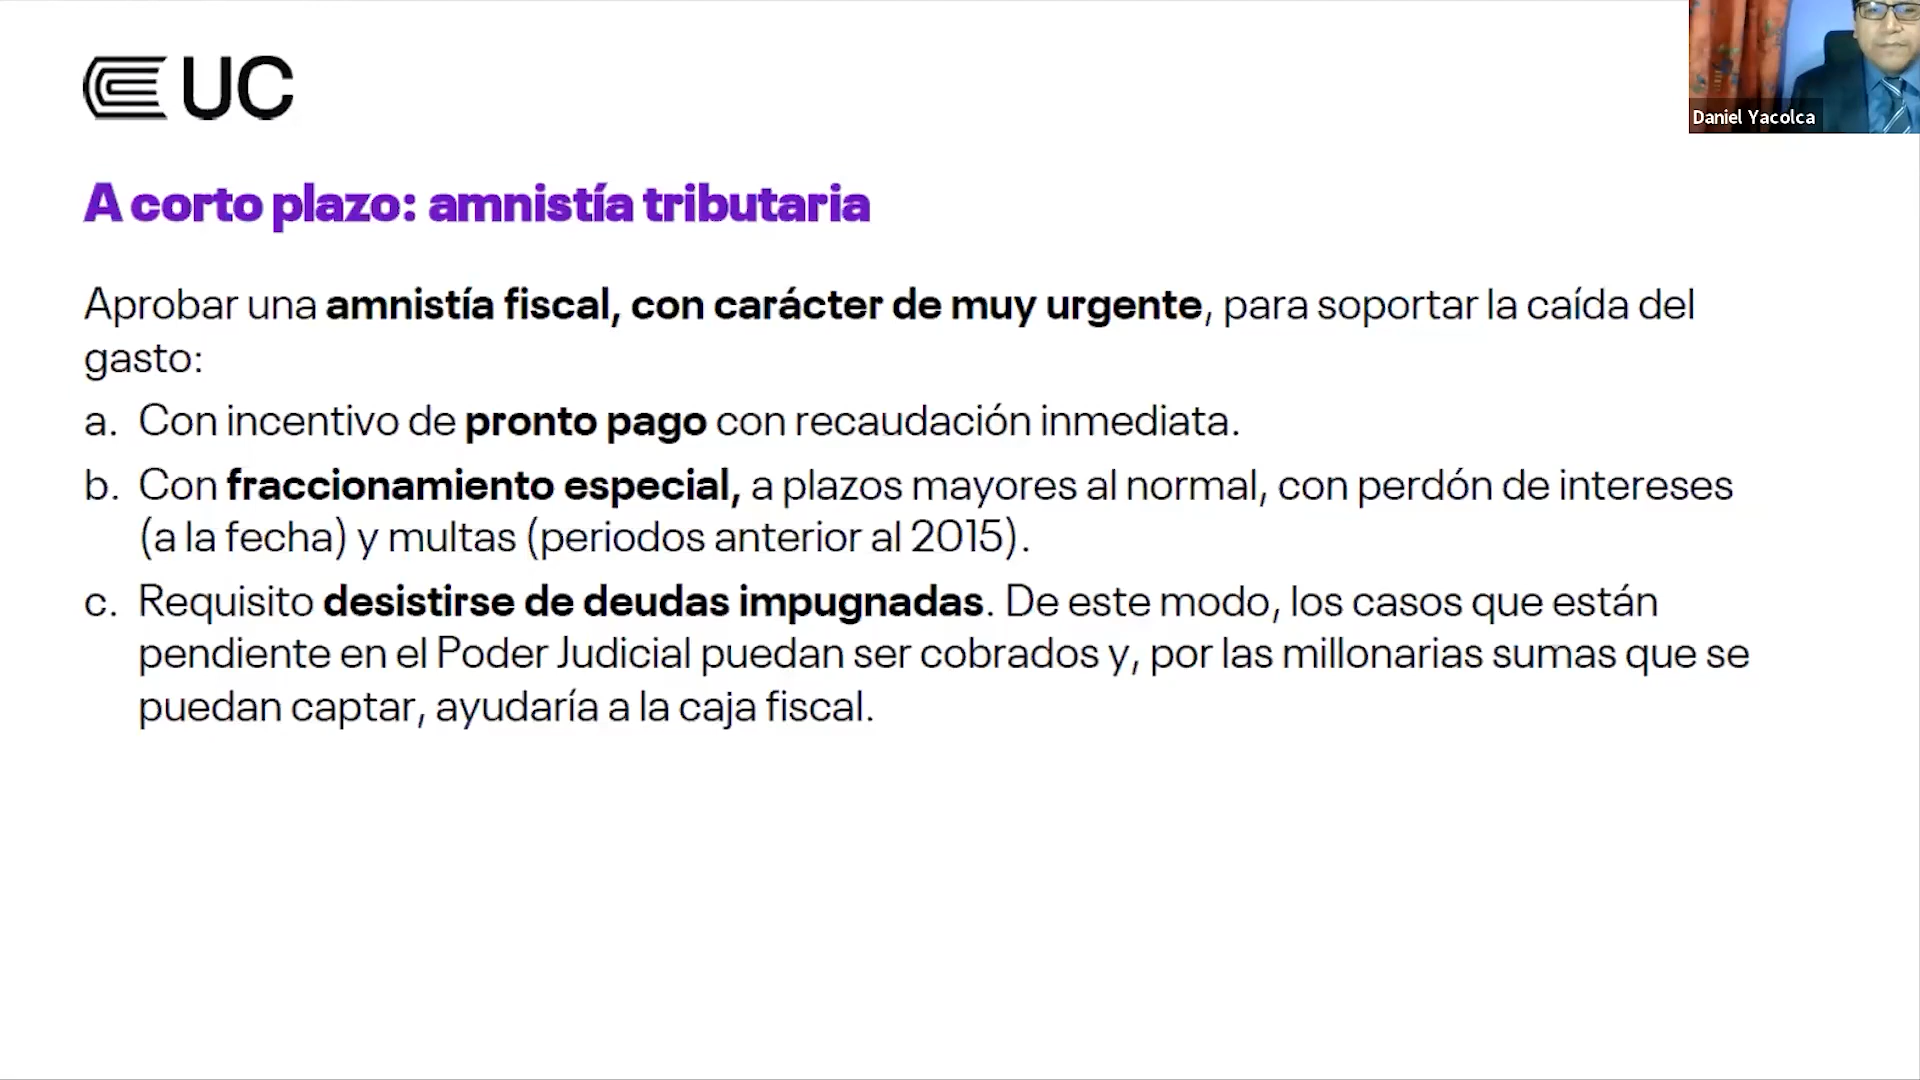 UC
Daniel Yacolca
A corto plazo: amnistía tributaria
Aprobar una amnistía fiscal, con carácter de muy urgente, para soportar la caída del
gasto:
a. Con incentivo de pronto pago con recaudación inmediata.
b. Con fraccionamiento especial, a plazos mayores al normal, con perdón de intereses
(a la fecha) y multas (periodos anterior al 2015).
c. Requisito desistirse de deudas impugnadas. De este modo, los casos que están
pendiente en el Poder Judicial puedan ser cobrados y, por las millonarias sumas que se
puedan captar, ayudaría a la caja fiscal.